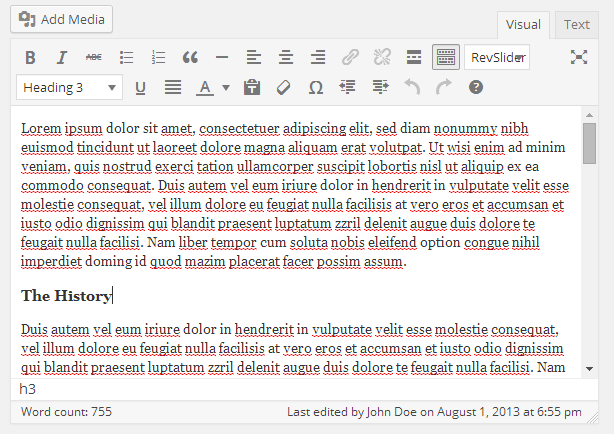 Add Media
Visual Text
B I ABC RevSlider
Heading 3 U A Ω
Lorem ipsum dolor sit amet, consectetuer adipiscing elit, sed diam nonummy nibh
euismod tincidunt ut laoreet dolore magna aliquam erat volutpat. Ut wisi enim ad minim
veniam, quis nostrud exerci tation ullamcorper suscipit lobortis nisl ut aliquip ex ea
commodo consequat. Duis autem vel eum iriure dolor in hendrerit in vulputate velit esse
molestie consequat, vel illum dolore eu feugiat nulla facilisis at vero eros et accumsan et
iusto odio dignissim qui blandit praesent luptatum zzril delenit augue duis dolore te
feugait nulla facilisi. Nam liber tempor cum soluta nobis eleifend option congue nihil
imperdiet doming id quod mazim placerat facer possim assum.
The History
Duis autem vel eum iriure dolor in hendrerit in vulputate velit esse molestie consequat,
vel illum dolore eu feugiat nulla facilisis at vero eros et accumsan et iusto odio dignissim
qui blandit praesent luptatum zzril delenit augue duis dolore te feugait nulla facilisi. Nam
h3
Word count: 755 Last edited by John Doe on August 1, 2013 at 6:55 pm